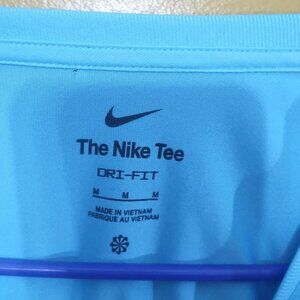 The Nike Tee
DRI-FIT
M M M
MADE IN VIETNAM
FABRIQUÉ AU VIETNAM